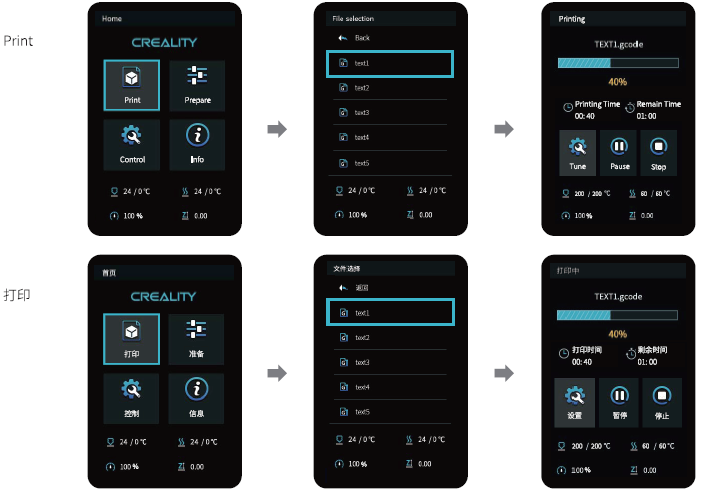 Print
Home
CREALITY
Print
Prepare
Control
Info
24 / 0 ℃
24 / 0 ℃
100 %
0.00
File selection
Back
text1
text2
text3
text4
text5
24 / 0 ℃
24 / 0 ℃
100 %
0.00
Printing
TEXT1.gcode
40%
Printing Time
00: 40
Remain Time
01: 00
Tune
Pause
Stop
200 / 200 ℃
60 / 60 ℃
100 %
0.00
打印
首页
CREALITY
打印
准备
控制
信息
24 / 0 ℃
24 / 0 ℃
100 %
0.00
文件选择
返回
text1
text2
text3
text4
text5
24 / 0 ℃
24 / 0 ℃
100 %
0.00
打印中
TEXT1.gcode
40%
打印时间
00: 40
剩余时间
01: 00
设置
暂停
停止
200 / 200 ℃
60 / 60 ℃
100 %
0.00